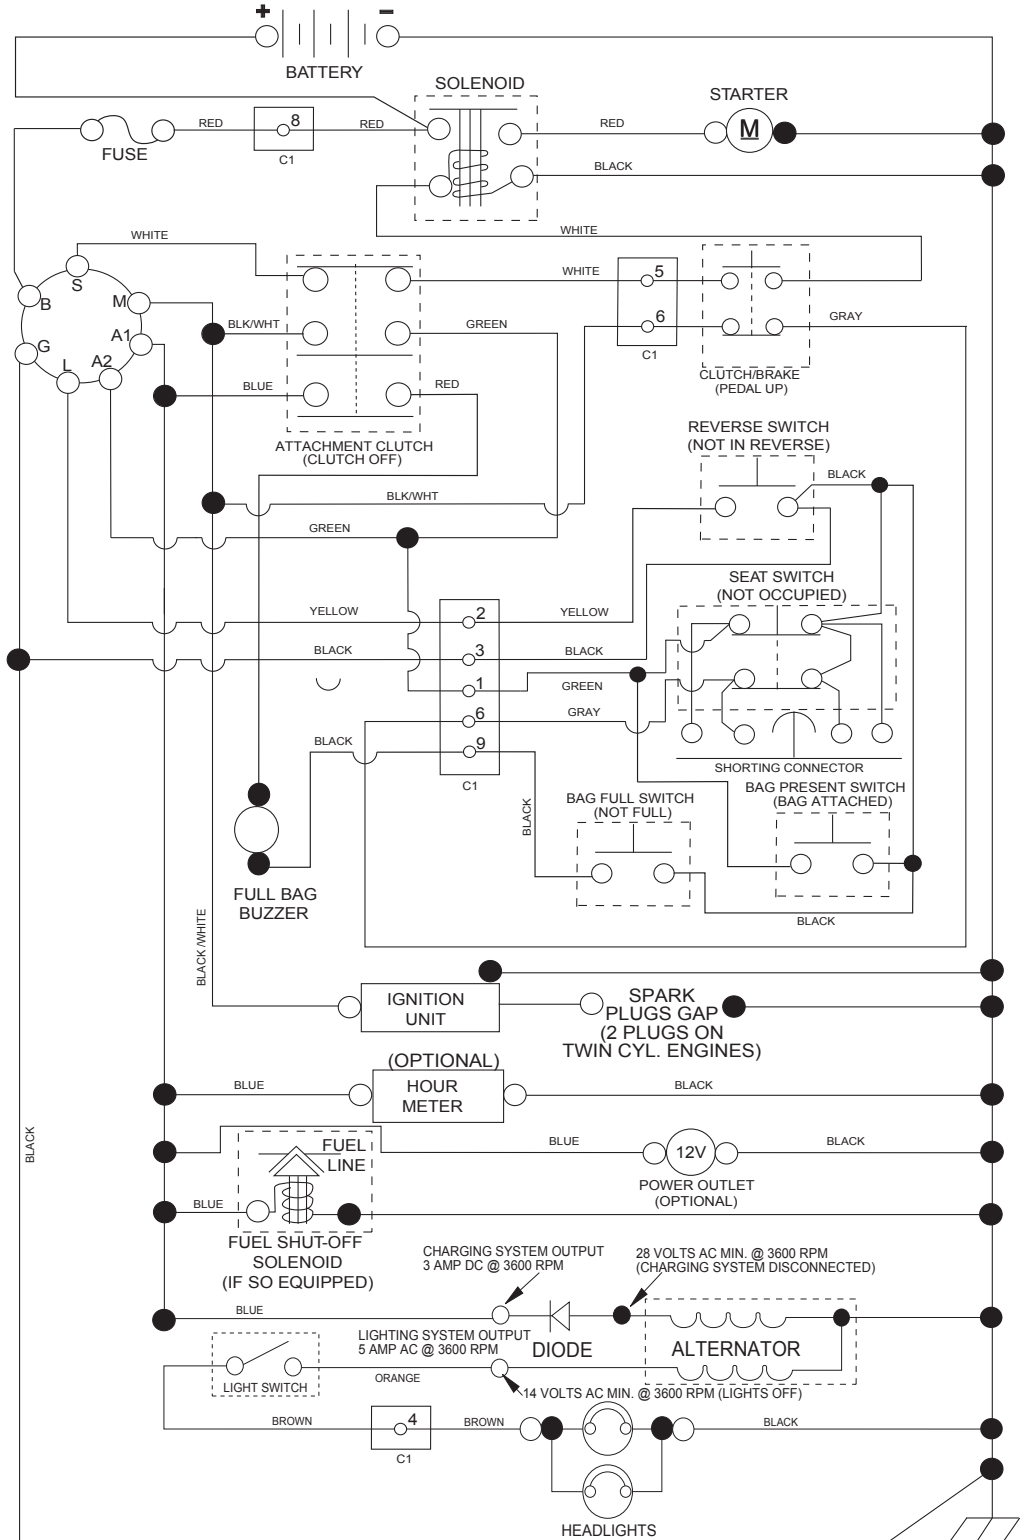 + −
BATTERY
SOLENOID
STARTER
FUSE
RED
8
C1
RED
RED
M
BLACK
WHITE
WHITE
WHITE
5
6
C1
GRAY
CLUTCH/BRAKE
(PEDAL UP)
S
B
M
A1
G
L
A2
BLK/WHT
GREEN
BLUE
RED
ATTACHMENT CLUTCH
(CLUTCH OFF)
REVERSE SWITCH
(NOT IN REVERSE)
BLACK
BLK/WHT
GREEN
SEAT SWITCH
(NOT OCCUPIED)
YELLOW
2
YELLOW
BLACK
3
BLACK
1
GREEN
6
GRAY
BLACK
9
C1
SHORTING CONNECTOR
BAG PRESENT SWITCH
(BAG ATTACHED)
BAG FULL SWITCH
(NOT FULL)
BLACK
BLACK
FULL BAG
BUZZER
BLACK/WHITE
IGNITION
UNIT
SPARK
PLUGS GAP
(2 PLUGS ON
TWIN CYL. ENGINES)
(OPTIONAL)
HOUR
METER
BLUE
BLACK
BLACK
FUEL
LINE
BLUE
12V
BLACK
POWER OUTLET
(OPTIONAL)
BLUE
FUEL SHUT-OFF
SOLENOID
(IF SO EQUIPPED)
CHARGING SYSTEM OUTPUT
3 AMP DC @ 3600 RPM
28 VOLTS AC MIN. @ 3600 RPM
(CHARGING SYSTEM DISCONNECTED)
BLUE
DIODE
ALTERNATOR
LIGHTING SYSTEM OUTPUT
5 AMP AC @ 3600 RPM
LIGHT SWITCH
ORANGE
14 VOLTS AC MIN. @ 3600 RPM (LIGHTS OFF)
BROWN
4
C1
BROWN
BLACK
HEADLIGHTS